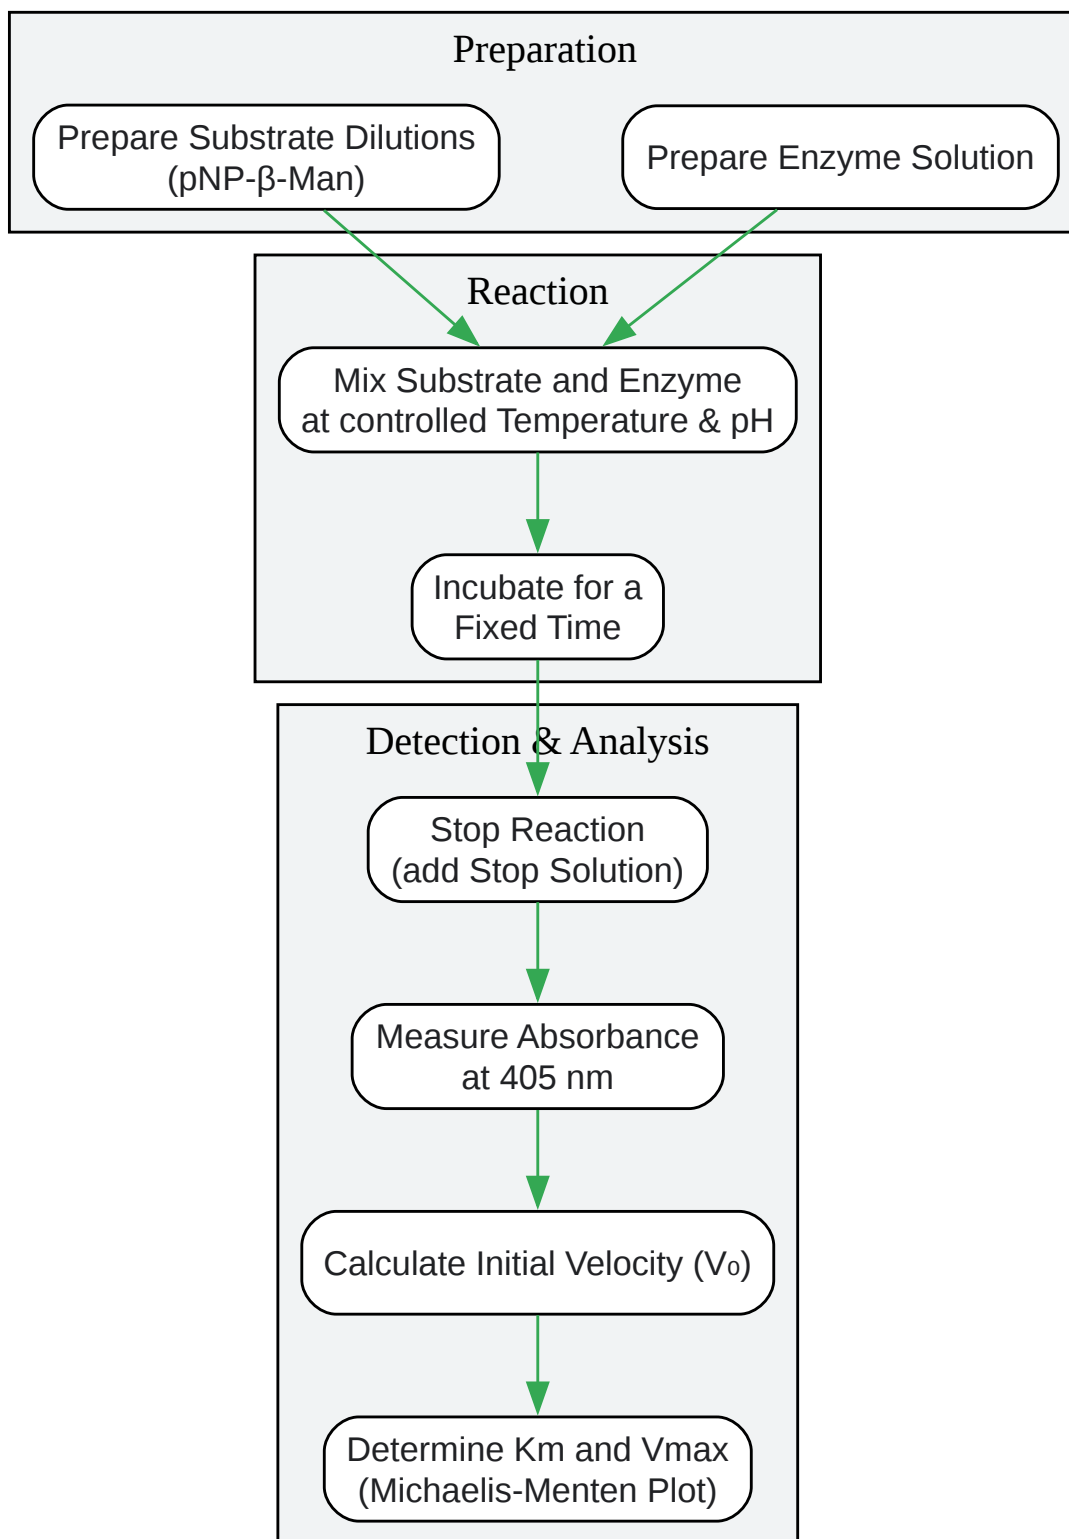 Preparation
Prepare Substrate Dilutions
(pNP-β-Man)
Prepare Enzyme Solution
Reaction
Mix Substrate and Enzyme
at controlled Temperature & pH
Incubate for a
Fixed Time
Detection & Analysis
Stop Reaction
(add Stop Solution)
Measure Absorbance
at 405 nm
Calculate Initial Velocity (V₀)
Determine Km and Vmax
(Michaelis-Menten Plot)